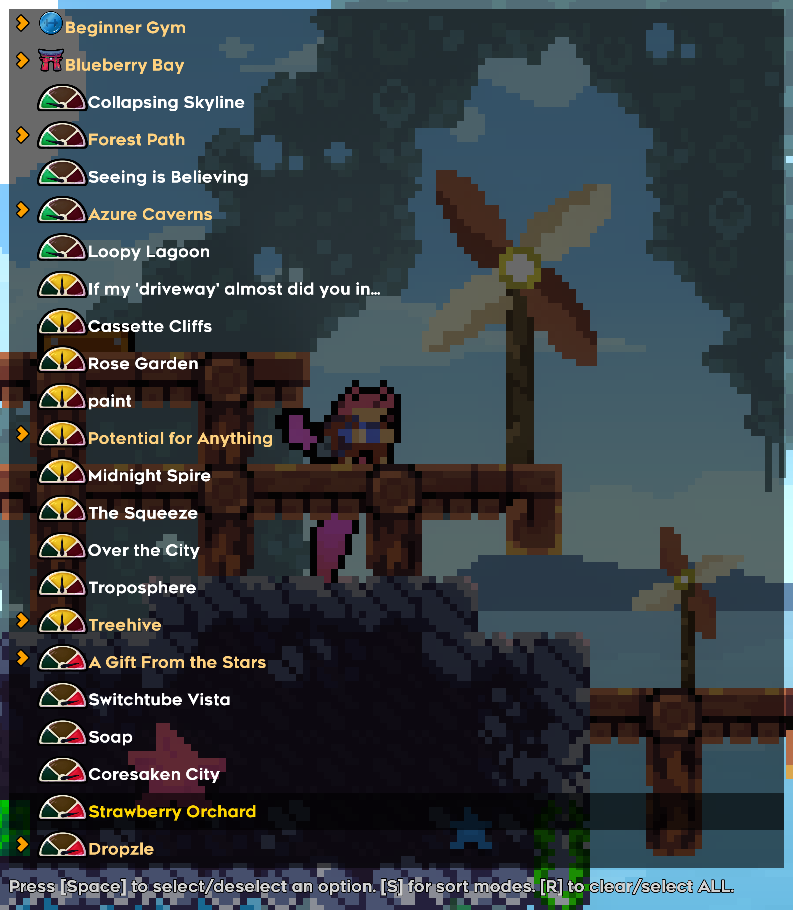 Beginner Gym
Blueberry Bay
Collapsing Skyline
Forest Path
Seeing is Believing
Azure Caverns
Loopy Lagoon
If my 'driveway' almost did you in...
Cassette Cliffs
Rose Garden
paint
Potential for Anything
Midnight Spire
The Squeeze
Over the City
Troposphere
Treehive
A Gift From the Stars
Switchtube Vista
Soap
Coresaken City
Strawberry Orchard
Dropzle
Press [Space] to select/deselect an option. [S] for sort modes. [R] to clear/select ALL.